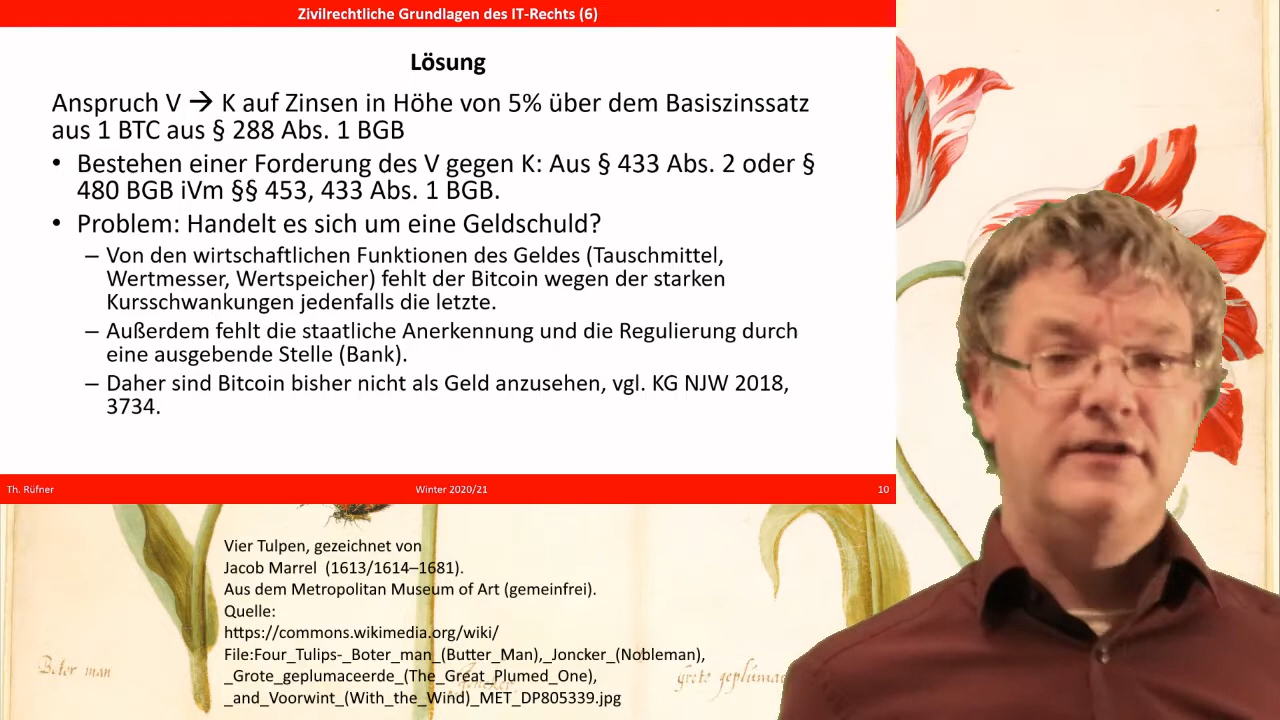 Zivilrechtliche Grundlagen des IT-Rechts (6)
Lösung
Anspruch V → K auf Zinsen in Höhe von 5% über dem Basiszinssatz
aus 1 BTC aus § 288 Abs. 1 BGB
• Bestehen einer Forderung des V gegen K: Aus § 433 Abs. 2 oder §
480 BGB iVm §§ 453, 433 Abs. 1 BGB.
• Problem: Handelt es sich um eine Geldschuld?
– Von den wirtschaftlichen Funktionen des Geldes (Tauschmittel,
Wertmesser, Wertspeicher) fehlt der Bitcoin wegen der starken
Kursschwankungen jedenfalls die letzte.
– Außerdem fehlt die staatliche Anerkennung und die Regulierung durch
eine ausgebende Stelle (Bank).
– Daher sind Bitcoin bisher nicht als Geld anzusehen, vgl. KG NJW 2018,
3734.
Th. Rüfner
Winter 2020/21
10
Vier Tulpen, gezeichnet von
Jacob Marrel (1613/1614–1681).
Aus dem Metropolitan Museum of Art (gemeinfrei).
Quelle:
https://commons.wikimedia.org/wiki/
File:Four_Tulips-_Boter_man_(Butter_Man),_Joncker_(Nobleman),
_Grote_geplumaceerde_(The_Great_Plumed_One),
_and_Voorwint_(With_the_Wind)_MET_DP805339.jpg
Boter man